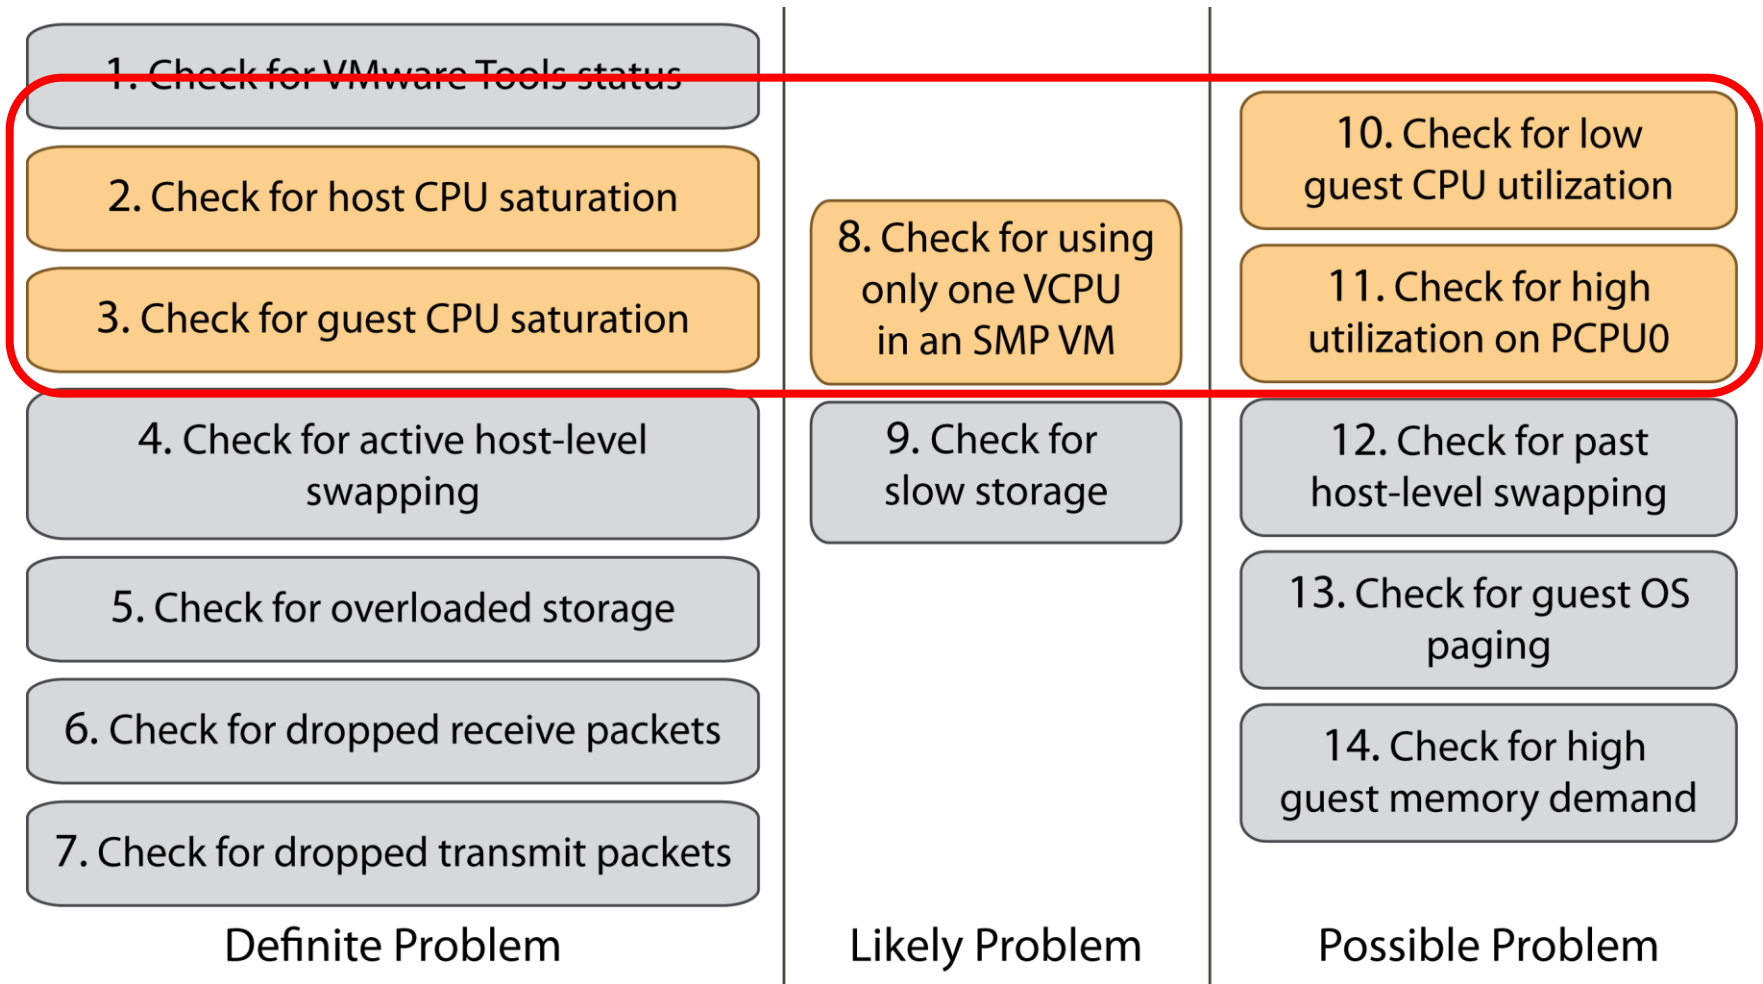 1. Check for VMware Tools status
2. Check for host CPU saturation
3. Check for guest CPU saturation
4. Check for active host-level
swapping
5. Check for overloaded storage
6. Check for dropped receive packets
7. Check for dropped transmit packets
Definite Problem
8. Check for using
only one VCPU
in an SMP VM
9. Check for
slow storage
Likely Problem
10. Check for low
guest CPU utilization
11. Check for high
utilization on PCPU0
12. Check for past
host-level swapping
13. Check for guest OS
paging
14. Check for high
guest memory demand
Possible Problem